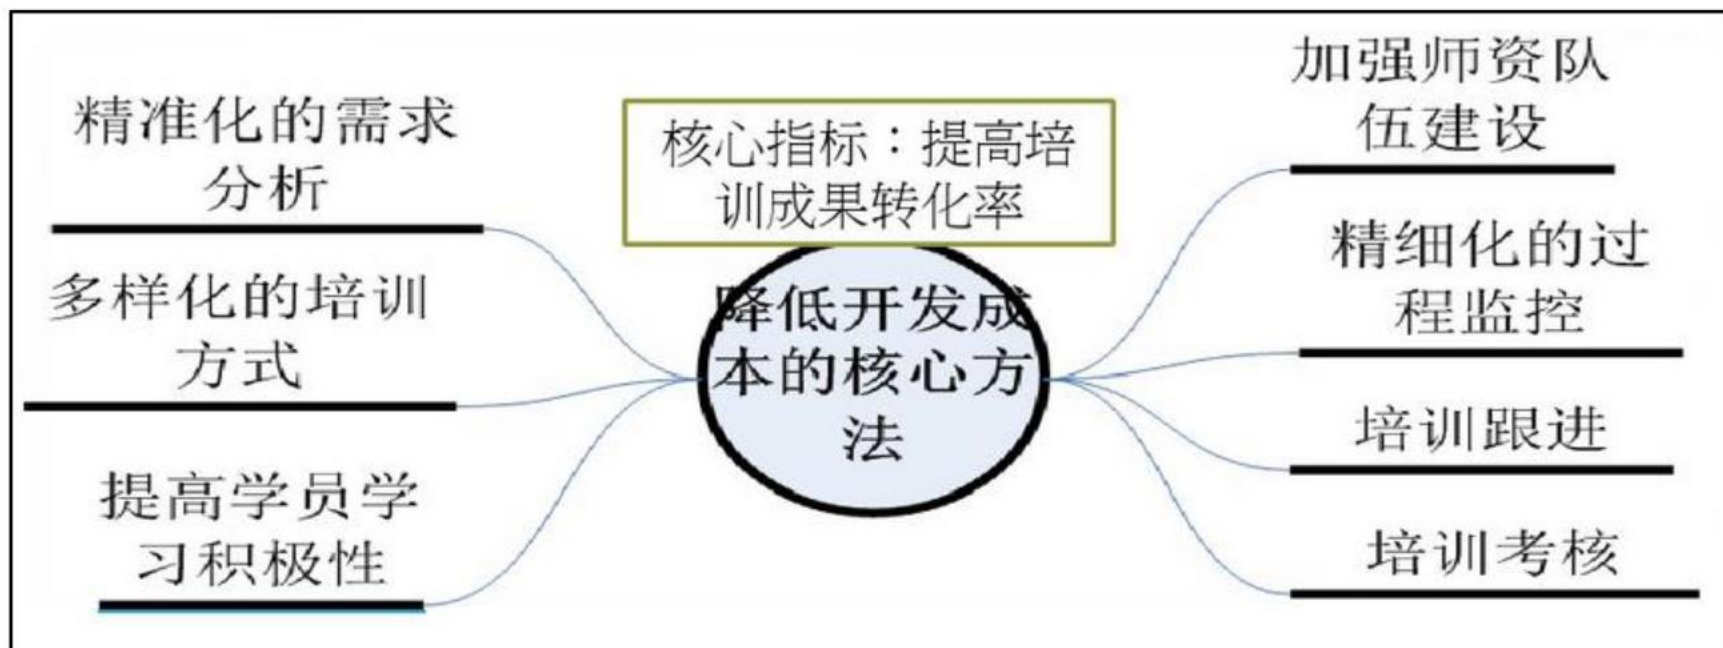 精准化的需求
分析
多样化的培训
方式
提高学员学
习积极性
核心指标：提高培
训成果转化率
降低开发成
本的核心方
法
加强师资队
伍建设
精细化的过
程监控
培训跟进
培训考核